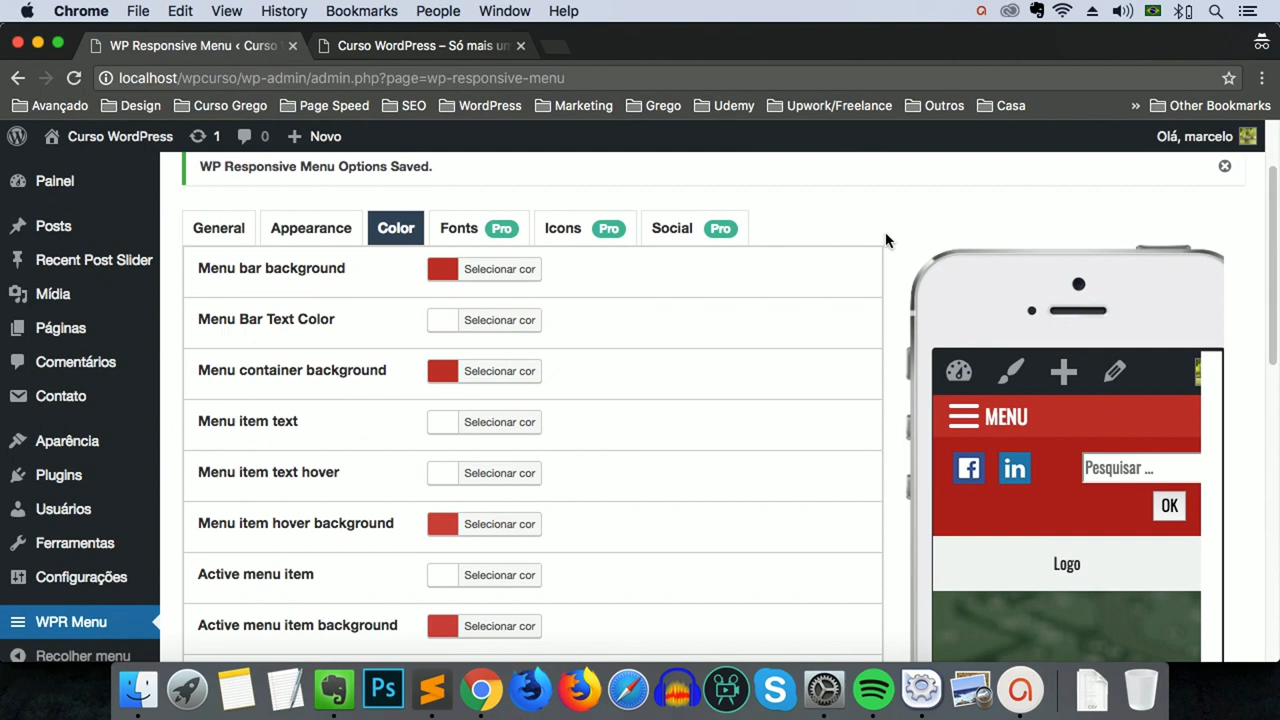 Chrome File Edit View History Bookmarks People Window Help
WP Responsive Menu ‹ Curso Curso WordPress – Só mais um
localhost/wpcurso/wp-admin/admin.php?page=wp-responsive-menu
Avançado Design Curso Grego Page Speed SEO WordPress Marketing Grego Udemy Upwork/Freelance Outros Casa » Other Bookmarks
Curso WordPress 1 0 Novo Olá, marcelo
WP Responsive Menu Options Saved.
Painel
Posts
Recent Post Slider
Mídia
Páginas
Comentários
Contato
Aparência
Plugins
Usuários
Ferramentas
Configurações
WPR Menu
Recolher menu
General Appearance Color Fonts Pro Icons Pro Social Pro
Menu bar background Selecionar cor
Menu Bar Text Color Selecionar cor
Menu container background Selecionar cor
Menu item text Selecionar cor
Menu item text hover Selecionar cor
Menu item hover background Selecionar cor
Active menu item Selecionar cor
Active menu item background Selecionar cor
MENU
Pesquisar ...
OK
Logo
Ps